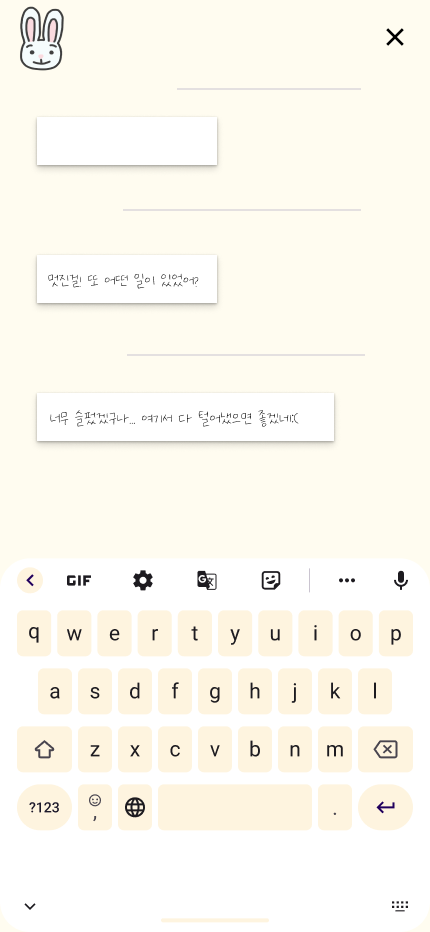 멋진걸! 또 어떤 일이 있었어?
너무 슬펐겠구나... 여기서 다 털어냈으면 좋겠네:(
GIF
q w e r t y u i o p
a s d f g h j k l
z x c v b n m
?123 , .